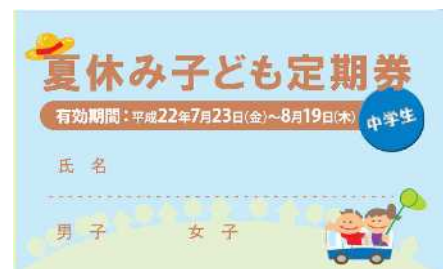 夏休み子ども定期券
有効期間：平成22年7月23日(金)～8月19日(木)
中学生
氏 名
男 子 女 子